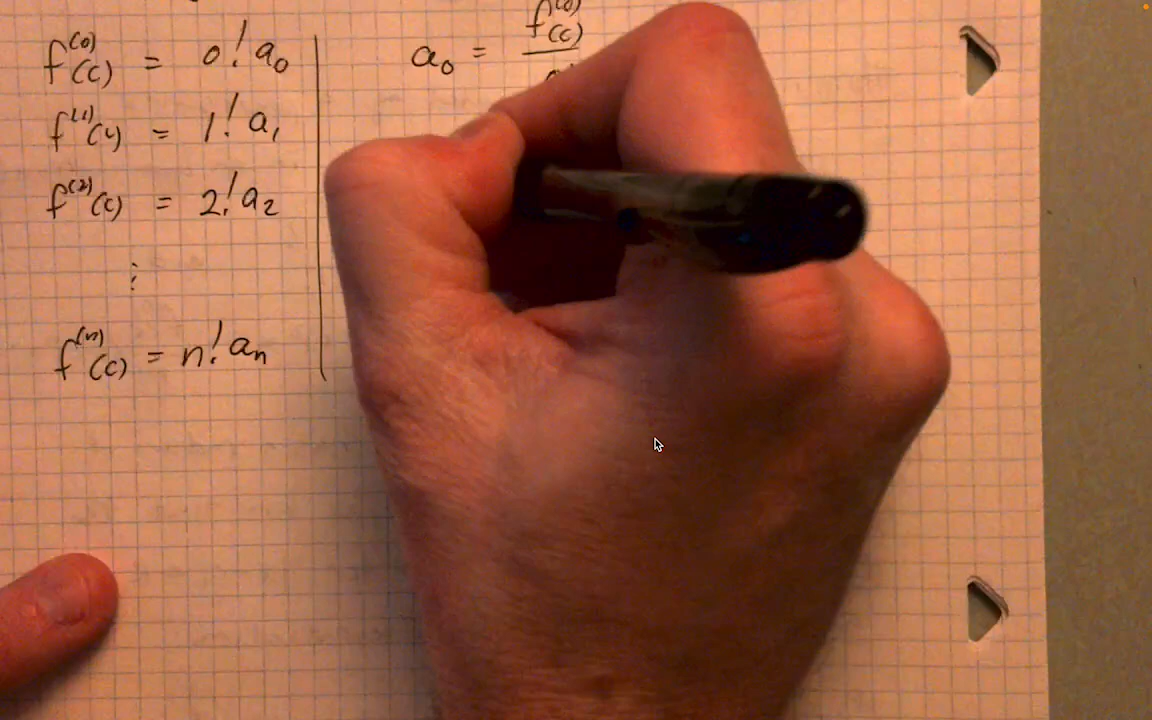 f^(0)(c) = 0! a_0
a_0 = f^(0)(c)
f^(1)(c) = 1! a_1
f^(2)(c) = 2! a_2
⋮
f^(n)(c) = n! a_n